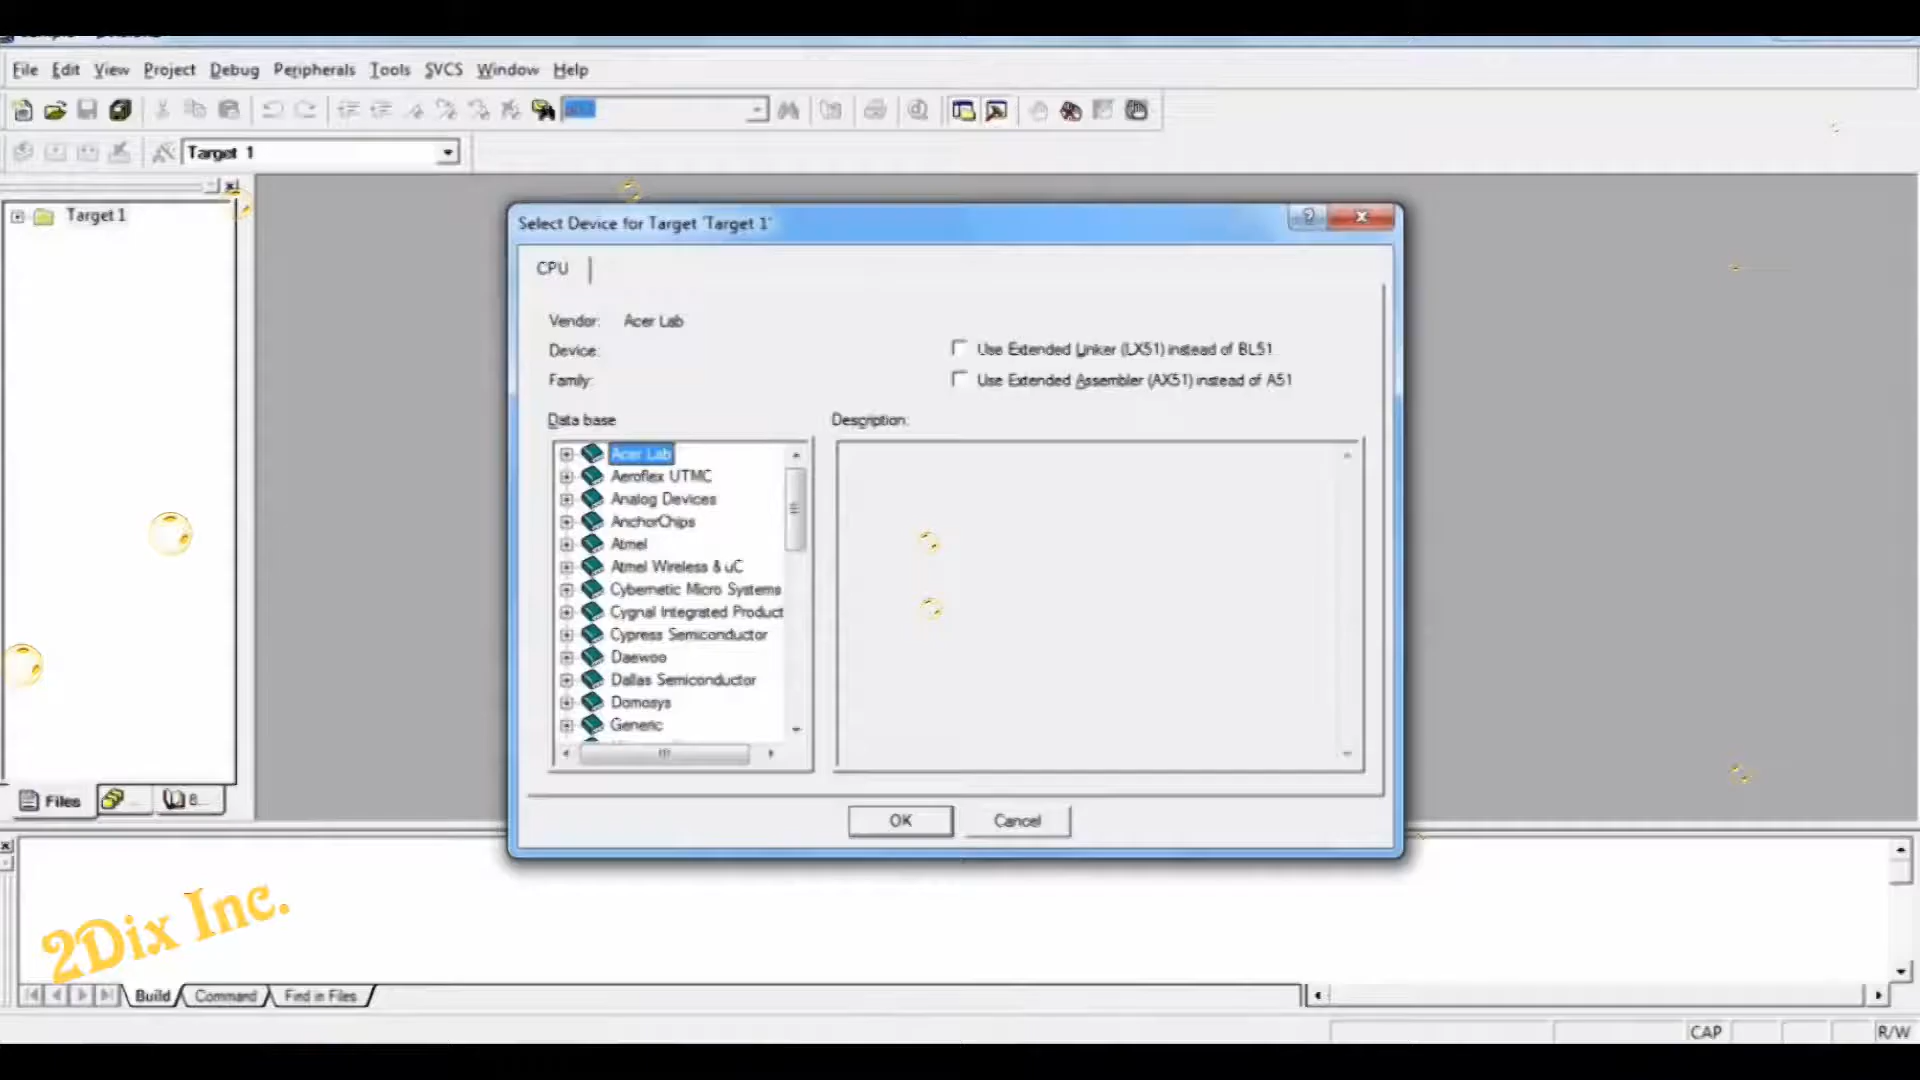 File Edit View Project Debug Peripherals Tools SVCS Window Help
Target 1
Target 1
Select Device for Target 'Target 1'
CPU
Vendor: Acer Lab
Device:
Family:
Use Extended Linker (LX51) instead of BL51
Use Extended Assembler (AX51) instead of A51
Data base
Description:
Acer Lab
Aeroflex UTMC
Analog Devices
AnchorChips
Atmel
Atmel Wireless & uC
Cybernetic Micro Systems
Cygnal Integrated Product
Cypress Semiconductor
Daewoo
Dallas Semiconductor
Domosys
Generic
OK Cancel
Files
8...
2Dix Inc.
Build Command Find in Files
CAP R/W